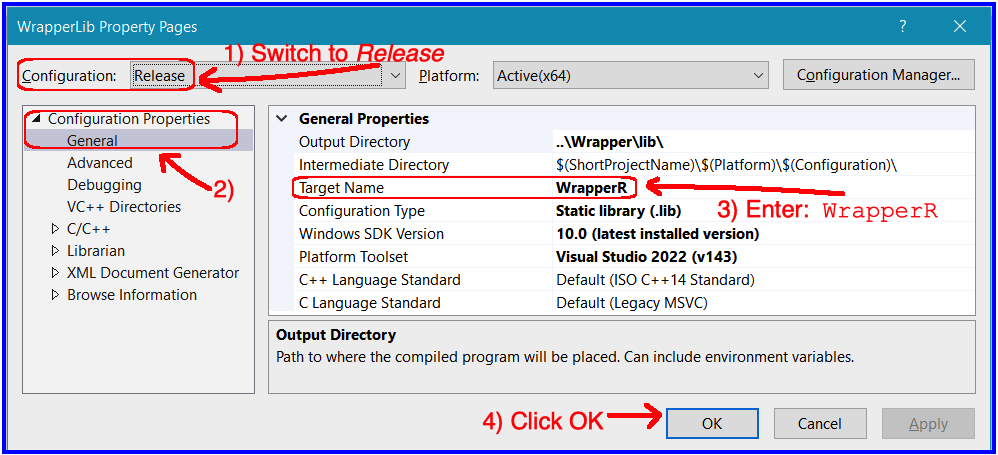 WrapperLib Property Pages ? ×
1) Switch to Release
Configuration: Release Platform: Active(x64) Configuration Manager...
Configuration Properties
General
Advanced
Debugging
VC++ Directories
C/C++
Librarian
XML Document Generator
Browse Information
2)
General Properties
Output Directory ..\Wrapper\lib\
Intermediate Directory $(ShortProjectName)\$(Platform)\$(Configuration)\
Target Name WrapperR
Configuration Type Static library (.lib)
Windows SDK Version 10.0 (latest installed version)
Platform Toolset Visual Studio 2022 (v143)
C++ Language Standard Default (ISO C++14 Standard)
C Language Standard Default (Legacy MSVC)
3) Enter: WrapperR
Output Directory
Path to where the compiled program will be placed. Can include environment variables.
4) Click OK
OK Cancel Apply